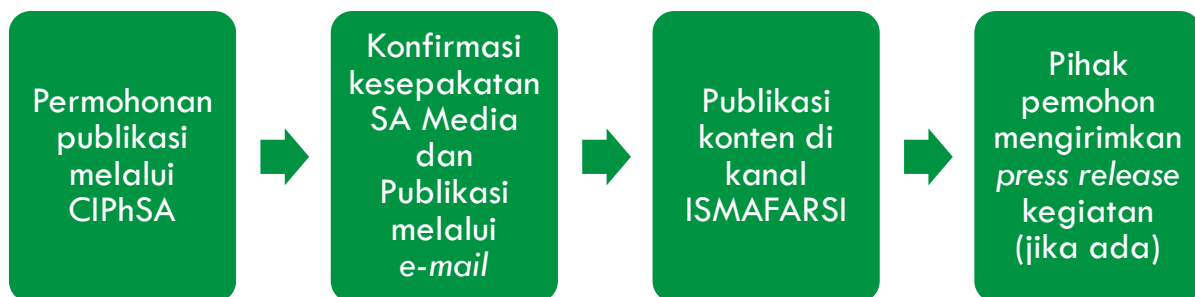 Permohonan
publikasi
melalui
CIPhSA
Konfirmasi
kesepakatan
SA Media
dan
Publikasi
melalui
e-mail
Publikasi
konten di
kanal
ISMAFARSI
Pihak
pemohon
mengirimkan
press release
kegiatan
(jika ada)